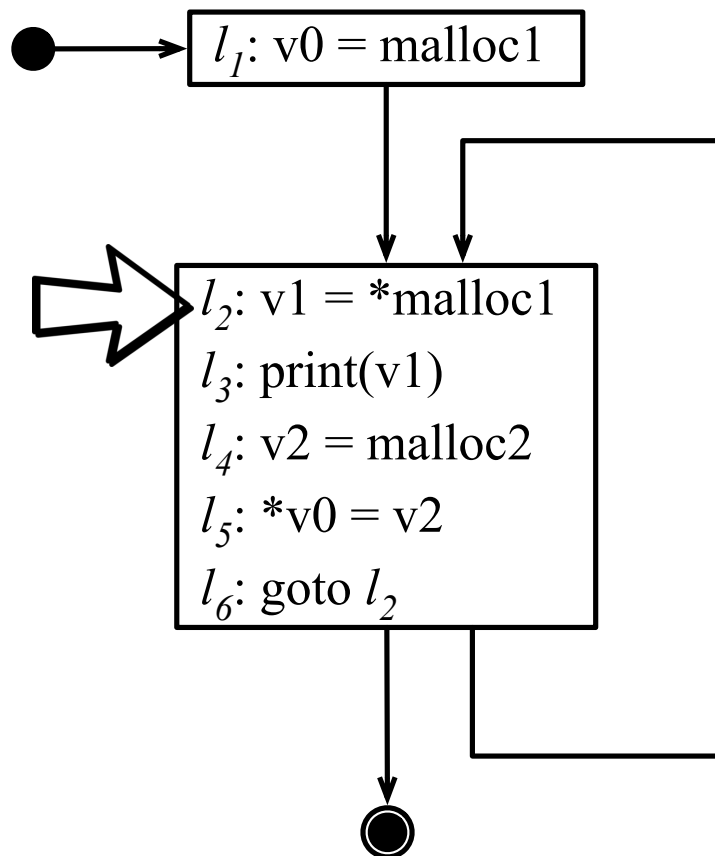 l₁: v0 = malloc1
l₂: v1 = *malloc1
l₃: print(v1)
l₄: v2 = malloc2
l₅: *v0 = v2
l₆: goto l₂